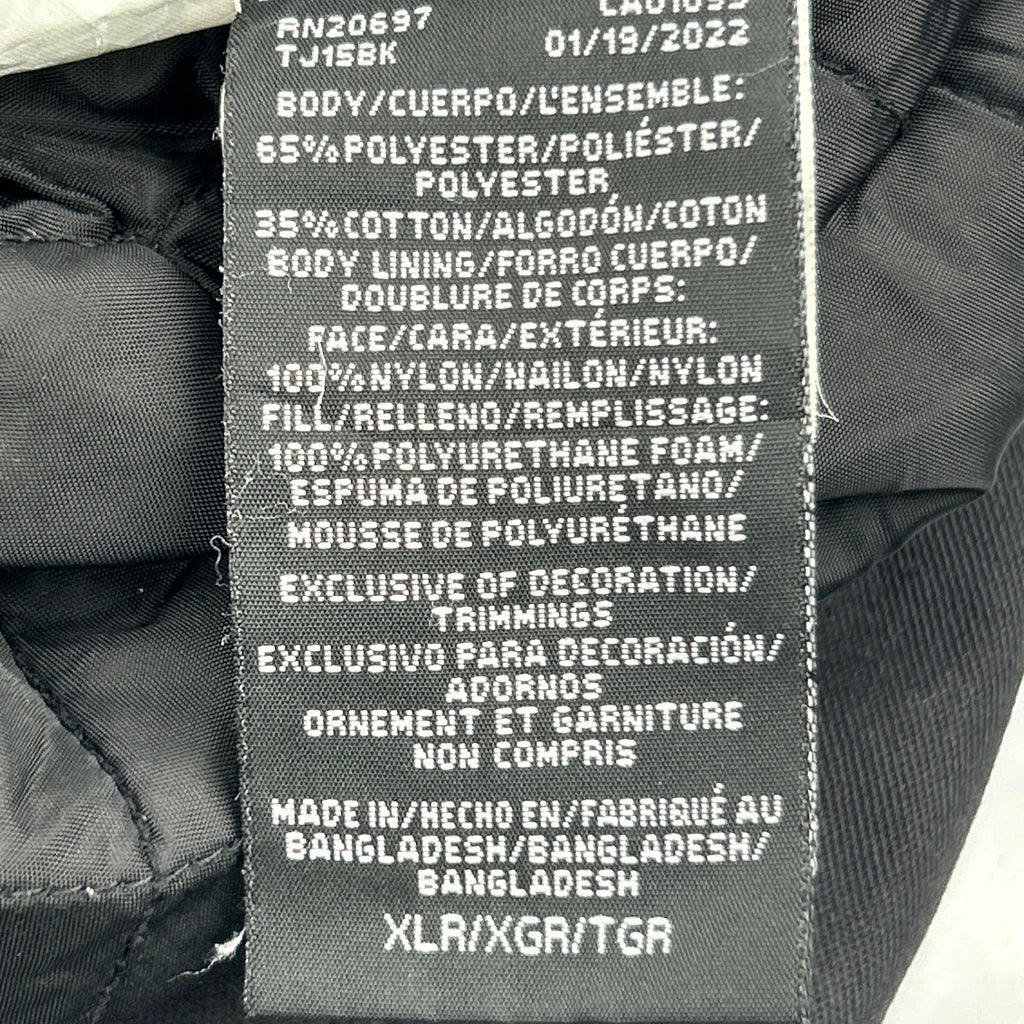 RN20697
TJ15BK
01/19/2022
BODY/CUERPO/L'ENSEMBLE:
65%POLYESTER/POLIÉSTER/
POLYESTER
35%COTTON/ALGODÓN/COTON
BODY LINING/FORRO CUERPO/
DOUBLURE DE CORPS:
FACE/CARA/EXTÉRIEUR:
100%NYLON/NAILON/NYLON
FILL/RELLENO/REMPLISSAGE:
100%POLYURETHANE FOAM/
ESPUMA DE POLIURETANO/
MOUSSE DE POLYURÉTHANE
EXCLUSIVE OF DECORATION/
TRIMMINGS
EXCLUSIVO PARA DECORACIÓN/
ADORNOS
ORNEMENT ET GARNITURE
NON COMPRIS
MADE IN/HECHO EN/FABRIQUÉ AU
BANGLADESH/BANGLADESH/
BANGLADESH
XLR/XGR/TGR